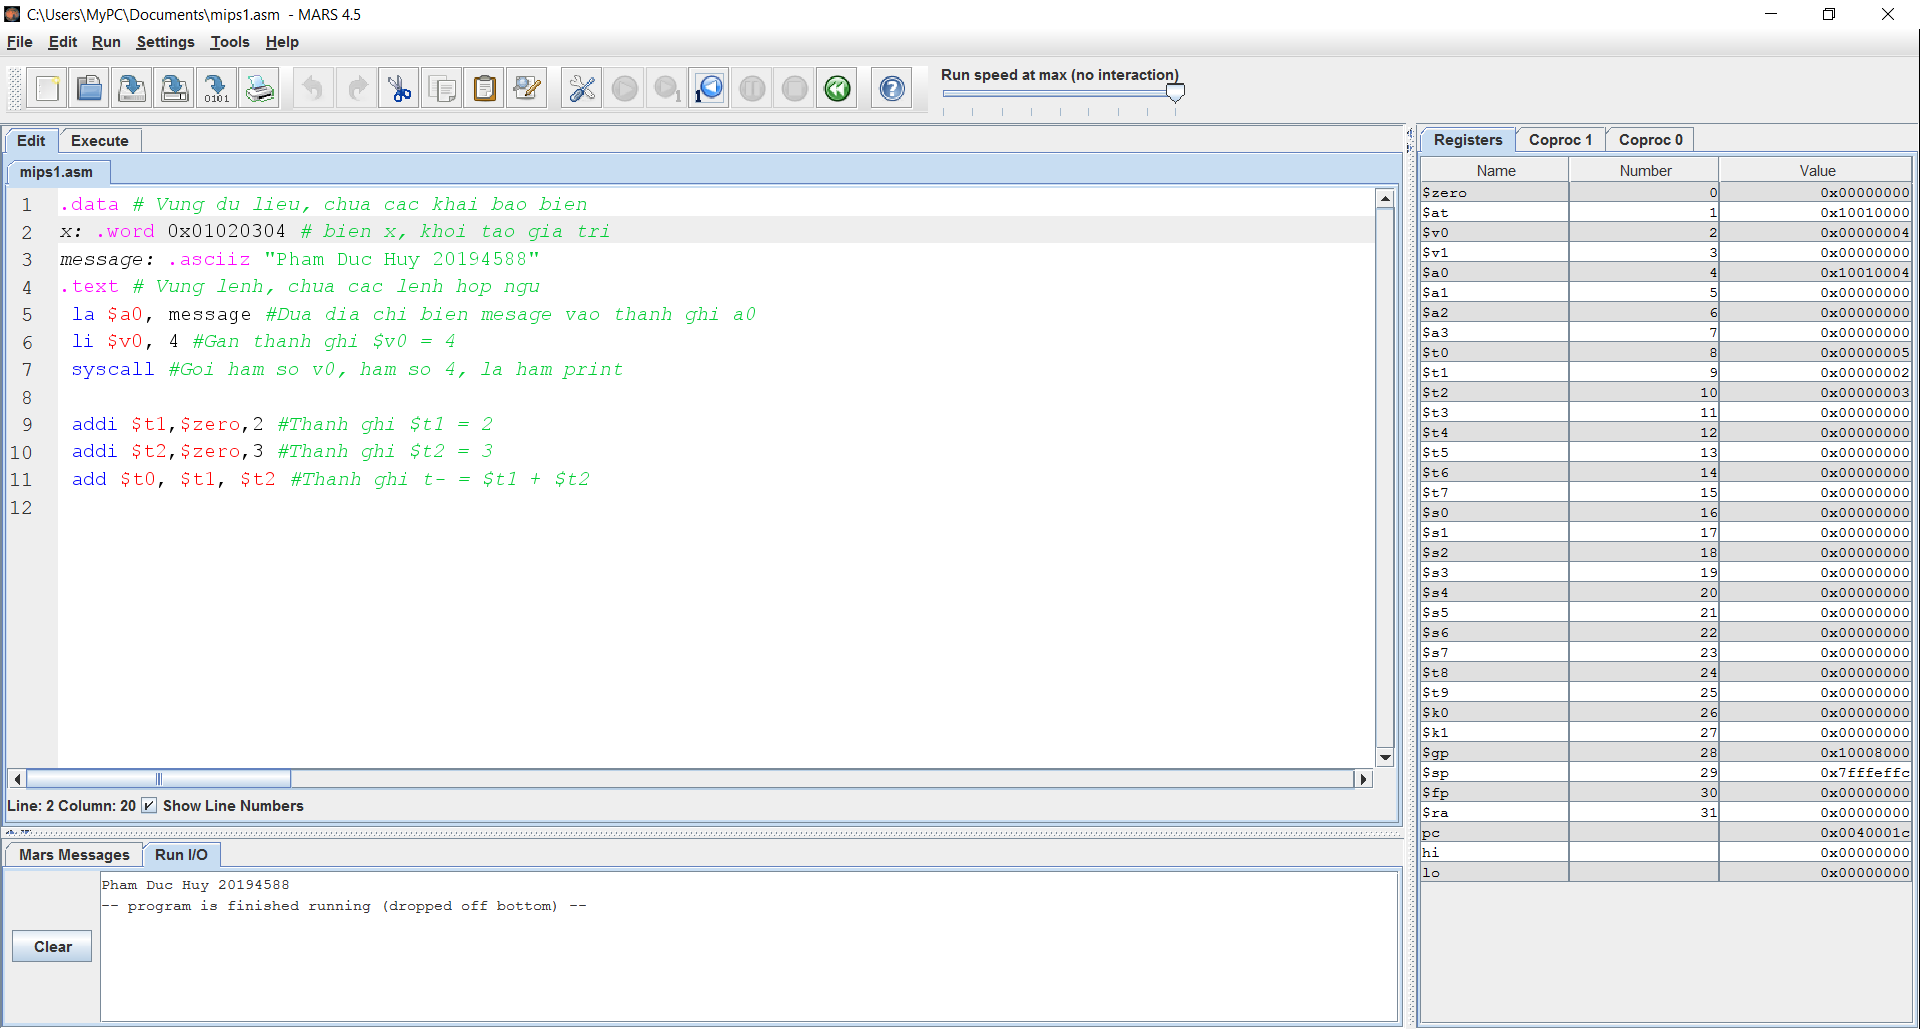 C:\Users\MyPC\Documents\mips1.asm - MARS 4.5
File Edit Run Settings Tools Help
Run speed at max (no interaction)
Edit Execute
mips1.asm
1 .data # Vung du lieu, chua cac khai bao bien
2 x: .word 0x01020304 # bien x, khoi tao gia tri
3 message: .asciiz "Pham Duc Huy 20194588"
4 .text # Vung lenh, chua cac lenh hop ngu
5 la $a0, message #Dua dia chi bien mesage vao thanh ghi a0
6 li $v0, 4 #Gan thanh ghi $v0 = 4
7 syscall #Goi ham so v0, ham so 4, la ham print
8
9 addi $t1,$zero,2 #Thanh ghi $t1 = 2
10 addi $t2,$zero,3 #Thanh ghi $t2 = 3
11 add $t0, $t1, $t2 #Thanh ghi t- = $t1 + $t2
12
Line: 2 Column: 20 Show Line Numbers
Mars Messages Run I/O
Clear
Pham Duc Huy 20194588
-- program is finished running (dropped off bottom) --
Registers Coproc 1 Coproc 0
Name Number Value
$zero 0 0x00000000
$at 1 0x10010000
$v0 2 0x00000004
$v1 3 0x00000000
$a0 4 0x10010004
$a1 5 0x00000000
$a2 6 0x00000000
$a3 7 0x00000000
$t0 8 0x00000005
$t1 9 0x00000002
$t2 10 0x00000003
$t3 11 0x00000000
$t4 12 0x00000000
$t5 13 0x00000000
$t6 14 0x00000000
$t7 15 0x00000000
$s0 16 0x00000000
$s1 17 0x00000000
$s2 18 0x00000000
$s3 19 0x00000000
$s4 20 0x00000000
$s5 21 0x00000000
$s6 22 0x00000000
$s7 23 0x00000000
$t8 24 0x00000000
$t9 25 0x00000000
$k0 26 0x00000000
$k1 27 0x00000000
$gp 28 0x10008000
$sp 29 0x7fffeffc
$fp 30 0x00000000
$ra 31 0x00000000
pc 0x0040001c
hi 0x00000000
lo 0x00000000